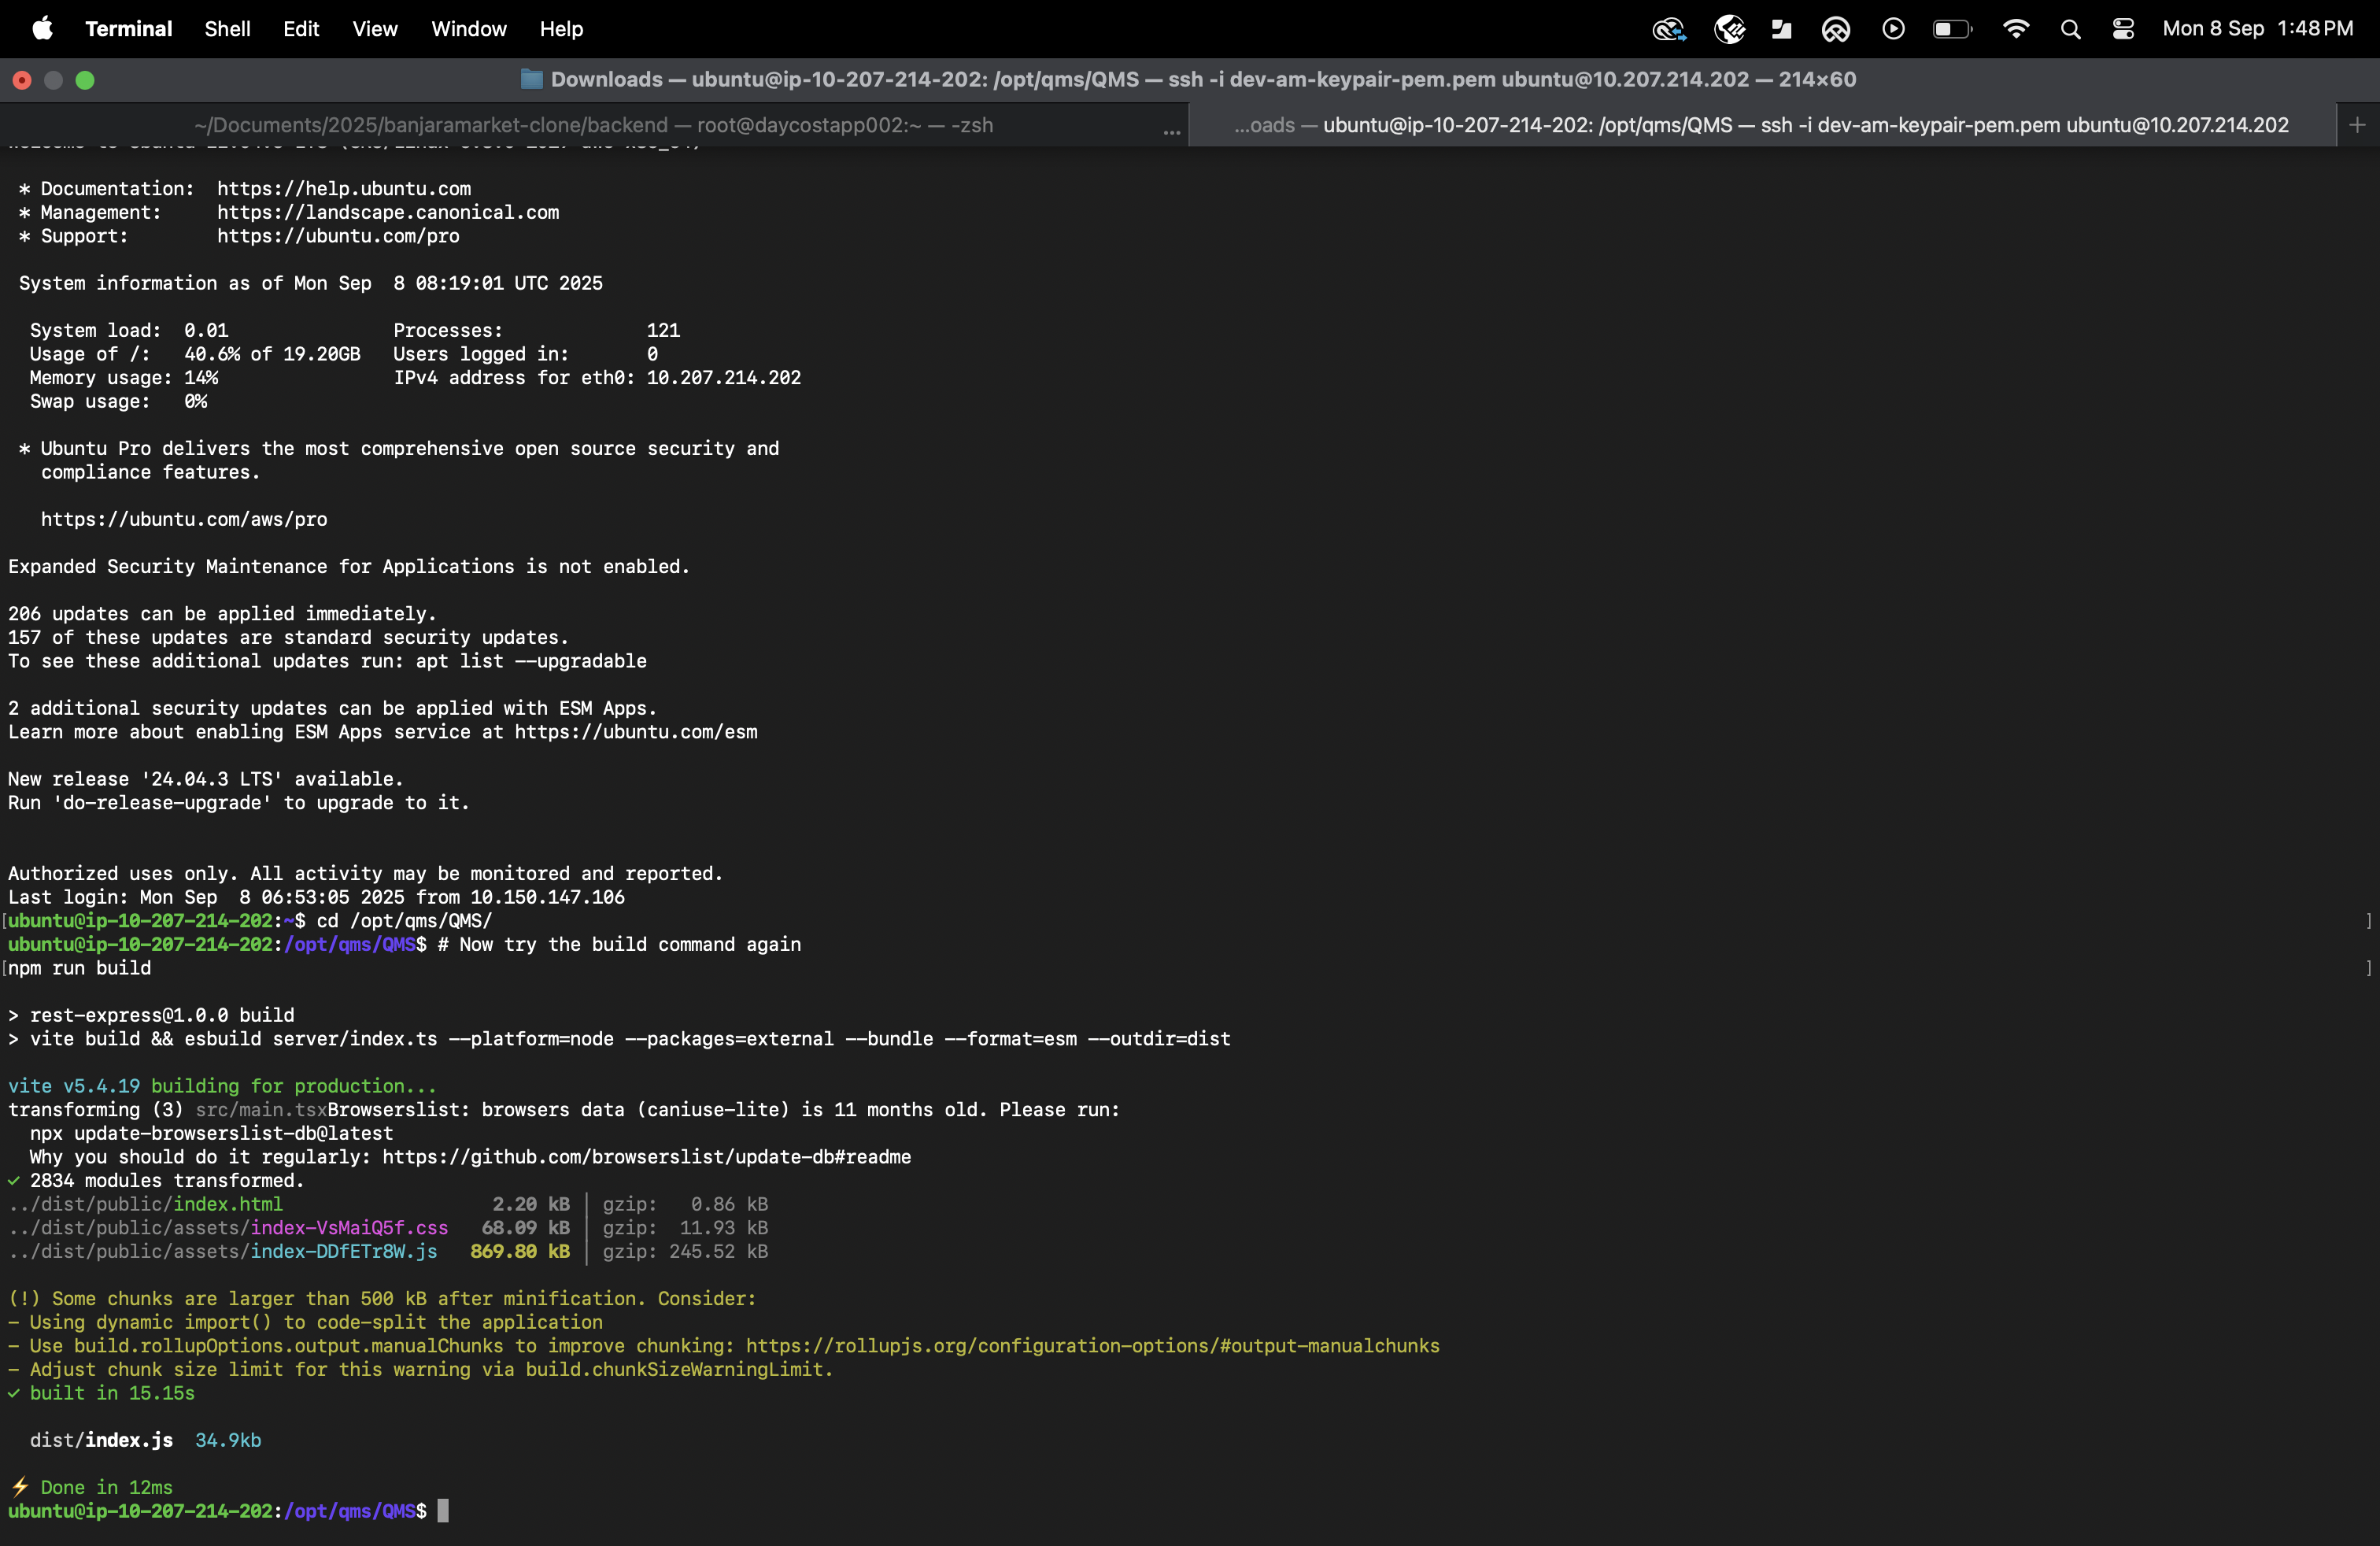 Terminal Shell Edit View Window Help Mon 8 Sep 1:48 PM
Downloads — ubuntu@ip-10-207-214-202: /opt/qms/QMS — ssh -i dev-am-keypair-pem.pem ubuntu@10.207.214.202 — 214×60
~/Documents/2025/banjaramarket-clone/backend — root@daycostapp002:~ — -zsh ... ...oads — ubuntu@ip-10-207-214-202: /opt/qms/QMS — ssh -i dev-am-keypair-pem.pem ubuntu@10.207.214.202 +
* Documentation:  https://help.ubuntu.com
* Management:     https://landscape.canonical.com
* Support:        https://ubuntu.com/pro
System information as of Mon Sep  8 08:19:01 UTC 2025
System load:  0.01               Processes:             121
Usage of /:   40.6% of 19.20GB   Users logged in:       0
Memory usage: 14%                IPv4 address for eth0: 10.207.214.202
Swap usage:   0%
* Ubuntu Pro delivers the most comprehensive open source security and
compliance features.
https://ubuntu.com/aws/pro
Expanded Security Maintenance for Applications is not enabled.
206 updates can be applied immediately.
157 of these updates are standard security updates.
To see these additional updates run: apt list --upgradable
2 additional security updates can be applied with ESM Apps.
Learn more about enabling ESM Apps service at https://ubuntu.com/esm
New release '24.04.3 LTS' available.
Run 'do-release-upgrade' to upgrade to it.
Authorized uses only. All activity may be monitored and reported.
Last login: Mon Sep  8 06:53:05 2025 from 10.150.147.106
[ubuntu@ip-10-207-214-202:~$ cd /opt/qms/QMS/ ]
ubuntu@ip-10-207-214-202:/opt/qms/QMS$ # Now try the build command again
[npm run build ]
> rest-express@1.0.0 build
> vite build && esbuild server/index.ts --platform=node --packages=external --bundle --format=esm --outdir=dist
vite v5.4.19 building for production...
transforming (3) src/main.tsxBrowserslist: browsers data (caniuse-lite) is 11 months old. Please run:
npx update-browserslist-db@latest
Why you should do it regularly: https://github.com/browserslist/update-db#readme
✓ 2834 modules transformed.
../dist/public/index.html                   2.20 kB │ gzip:   0.86 kB
../dist/public/assets/index-VsMaiQ5f.css   68.09 kB │ gzip:  11.93 kB
../dist/public/assets/index-DDfETr8W.js   869.80 kB │ gzip: 245.52 kB
(!) Some chunks are larger than 500 kB after minification. Consider:
- Using dynamic import() to code-split the application
- Use build.rollupOptions.output.manualChunks to improve chunking: https://rollupjs.org/configuration-options/#output-manualchunks
- Adjust chunk size limit for this warning via build.chunkSizeWarningLimit.
✓ built in 15.15s
dist/index.js  34.9kb
⚡ Done in 12ms
ubuntu@ip-10-207-214-202:/opt/qms/QMS$